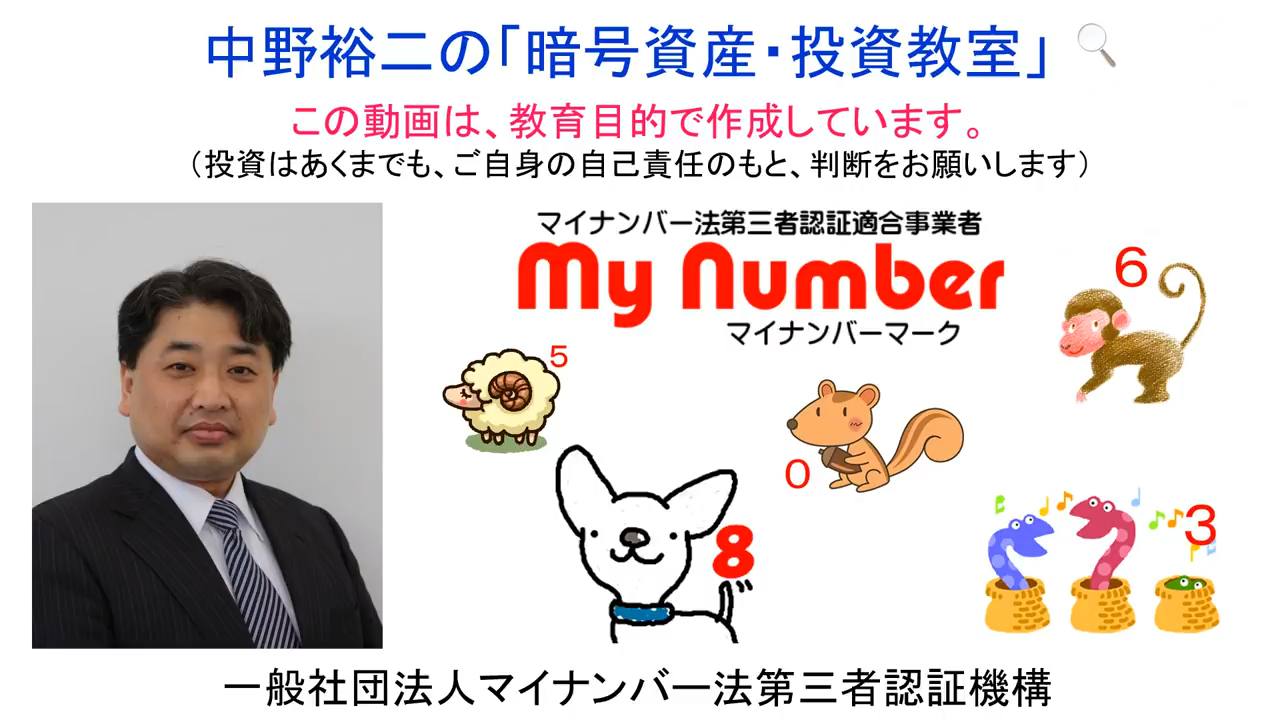 中野裕二の「暗号資産・投資教室」
この動画は、教育目的で作成しています。
（投資はあくまでも、ご自身の自己責任のもと、判断をお願いします）
マイナンバー法第三者認証適合事業者
My Number
マイナンバーマーク
6
5
0
8
3
一般社団法人マイナンバー法第三者認証機構